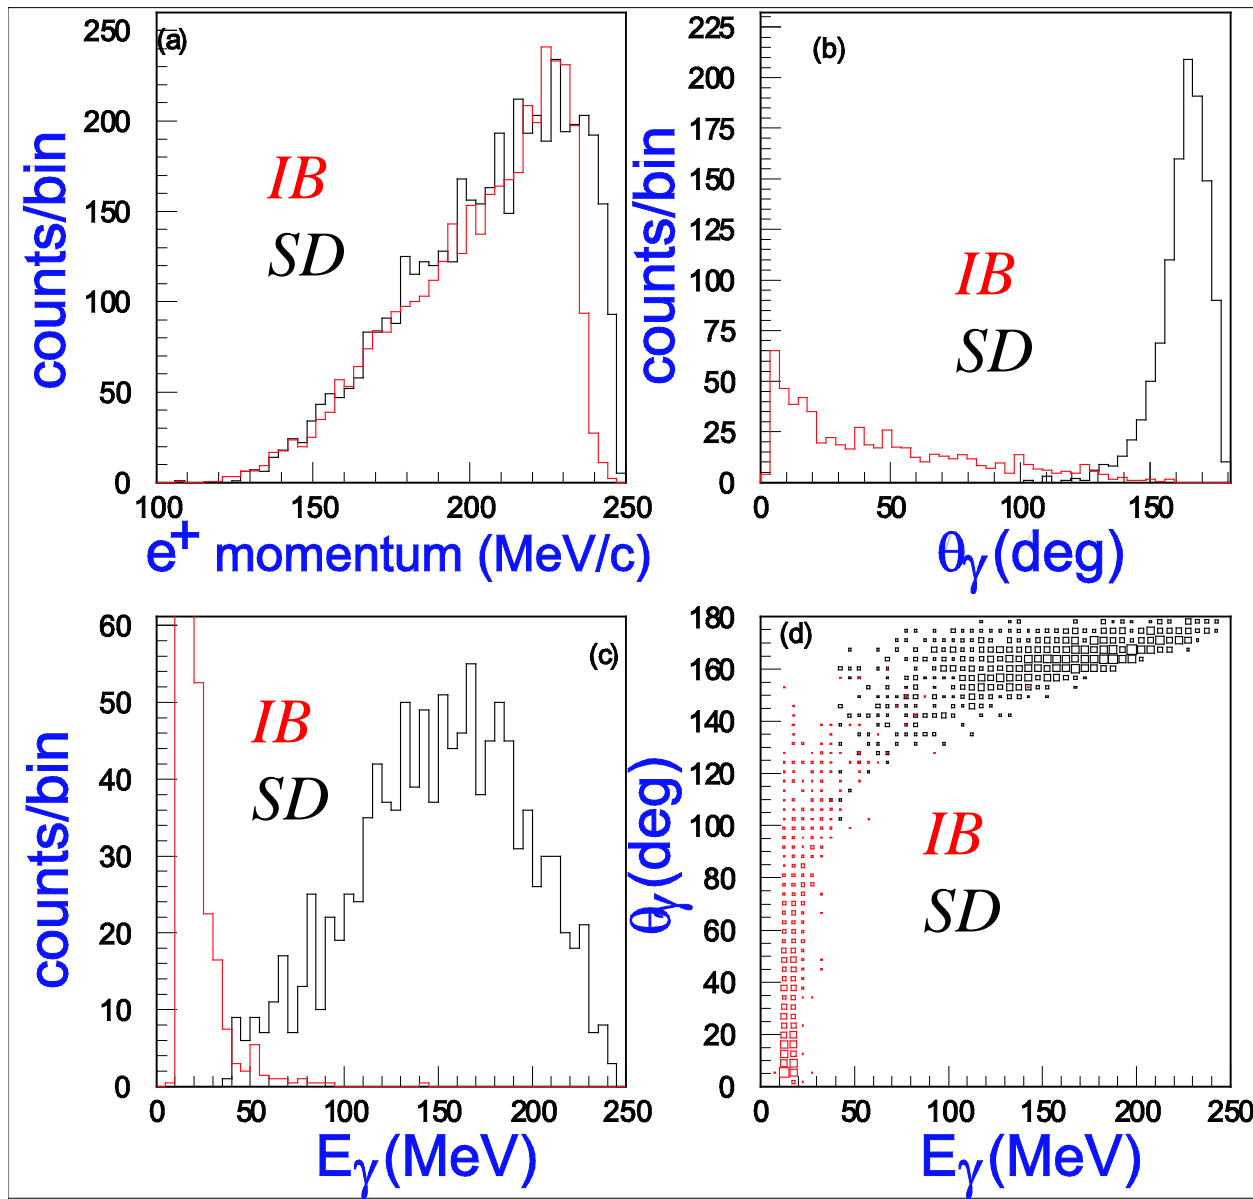 (a)
250
200
150
100
50
0
counts/bin
IB
SD
100 150 200 250
e⁺ momentum (MeV/c)
(b)
225
200
175
150
125
100
75
50
25
0
counts/bin
IB
SD
0 50 100 150
θγ (deg)
(c)
60
50
40
30
20
10
0
counts/bin
IB
SD
0 50 100 150 200 250
Eγ (MeV)
(d)
180
160
140
120
100
80
60
40
20
0
θγ (deg)
IB
SD
0 50 100 150 200 250
Eγ (MeV)